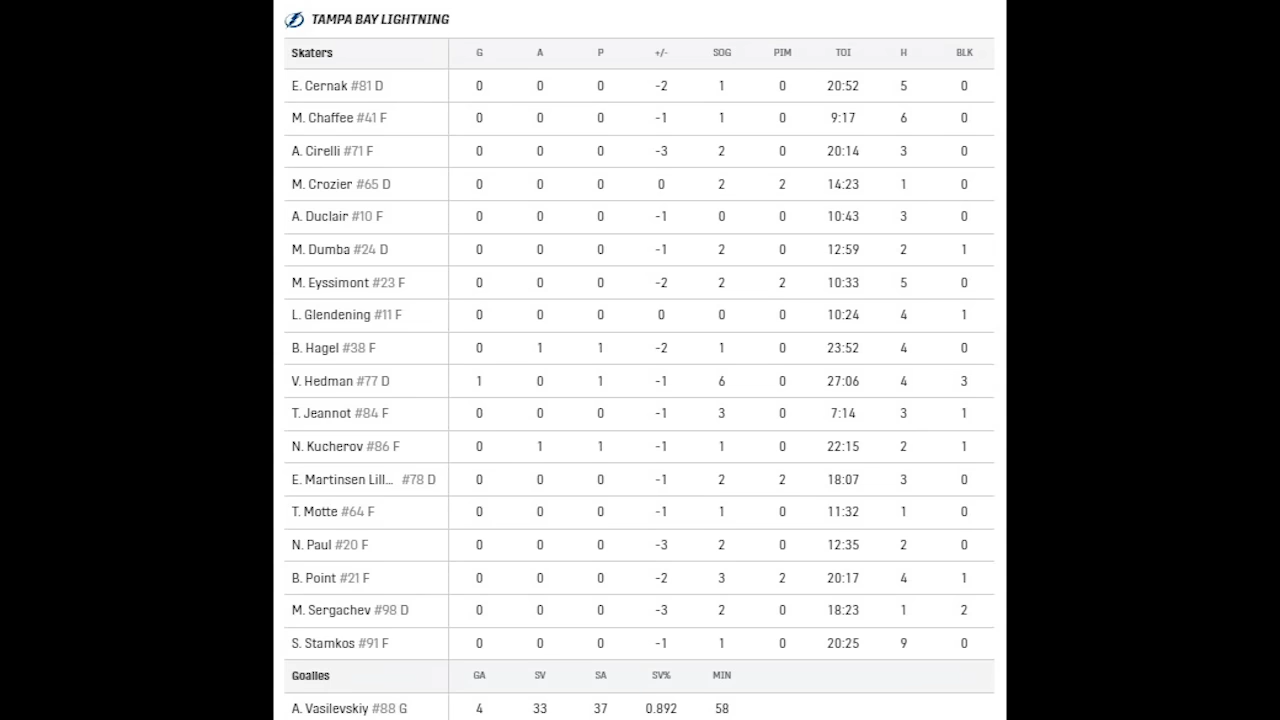 TAMPA BAY LIGHTNING
Skaters G A P +/- SOG PIM TOI H BLK
E. Cernak #81 D 0 0 0 -2 1 0 20:52 5 0
M. Chaffee #41 F 0 0 0 -1 1 0 9:17 6 0
A. Cirelli #71 F 0 0 0 -3 2 0 20:14 3 0
M. Crozier #65 D 0 0 0 0 2 2 14:23 1 0
A. Duclair #10 F 0 0 0 -1 0 0 10:43 3 0
M. Dumba #24 D 0 0 0 -1 2 0 12:59 2 1
M. Eyssimont #23 F 0 0 0 -2 2 2 10:33 5 0
L. Glendening #11 F 0 0 0 0 0 0 10:24 4 1
B. Hagel #38 F 0 1 1 -2 1 0 23:52 4 0
V. Hedman #77 D 1 0 1 -1 6 0 27:06 4 3
T. Jeannot #84 F 0 0 0 -1 3 0 7:14 3 1
N. Kucherov #86 F 0 1 1 -1 1 0 22:15 2 1
E. Martinsen Lill... #78 D 0 0 0 -1 2 2 18:07 3 0
T. Motte #64 F 0 0 0 -1 1 0 11:32 1 0
N. Paul #20 F 0 0 0 -3 2 0 12:35 2 0
B. Point #21 F 0 0 0 -2 3 2 20:17 4 1
M. Sergachev #98 D 0 0 0 -3 2 0 18:23 1 2
S. Stamkos #91 F 0 0 0 -1 1 0 20:25 9 0
Goalies GA SV SA SV% MIN
A. Vasilevskiy #88 G 4 33 37 0.892 58